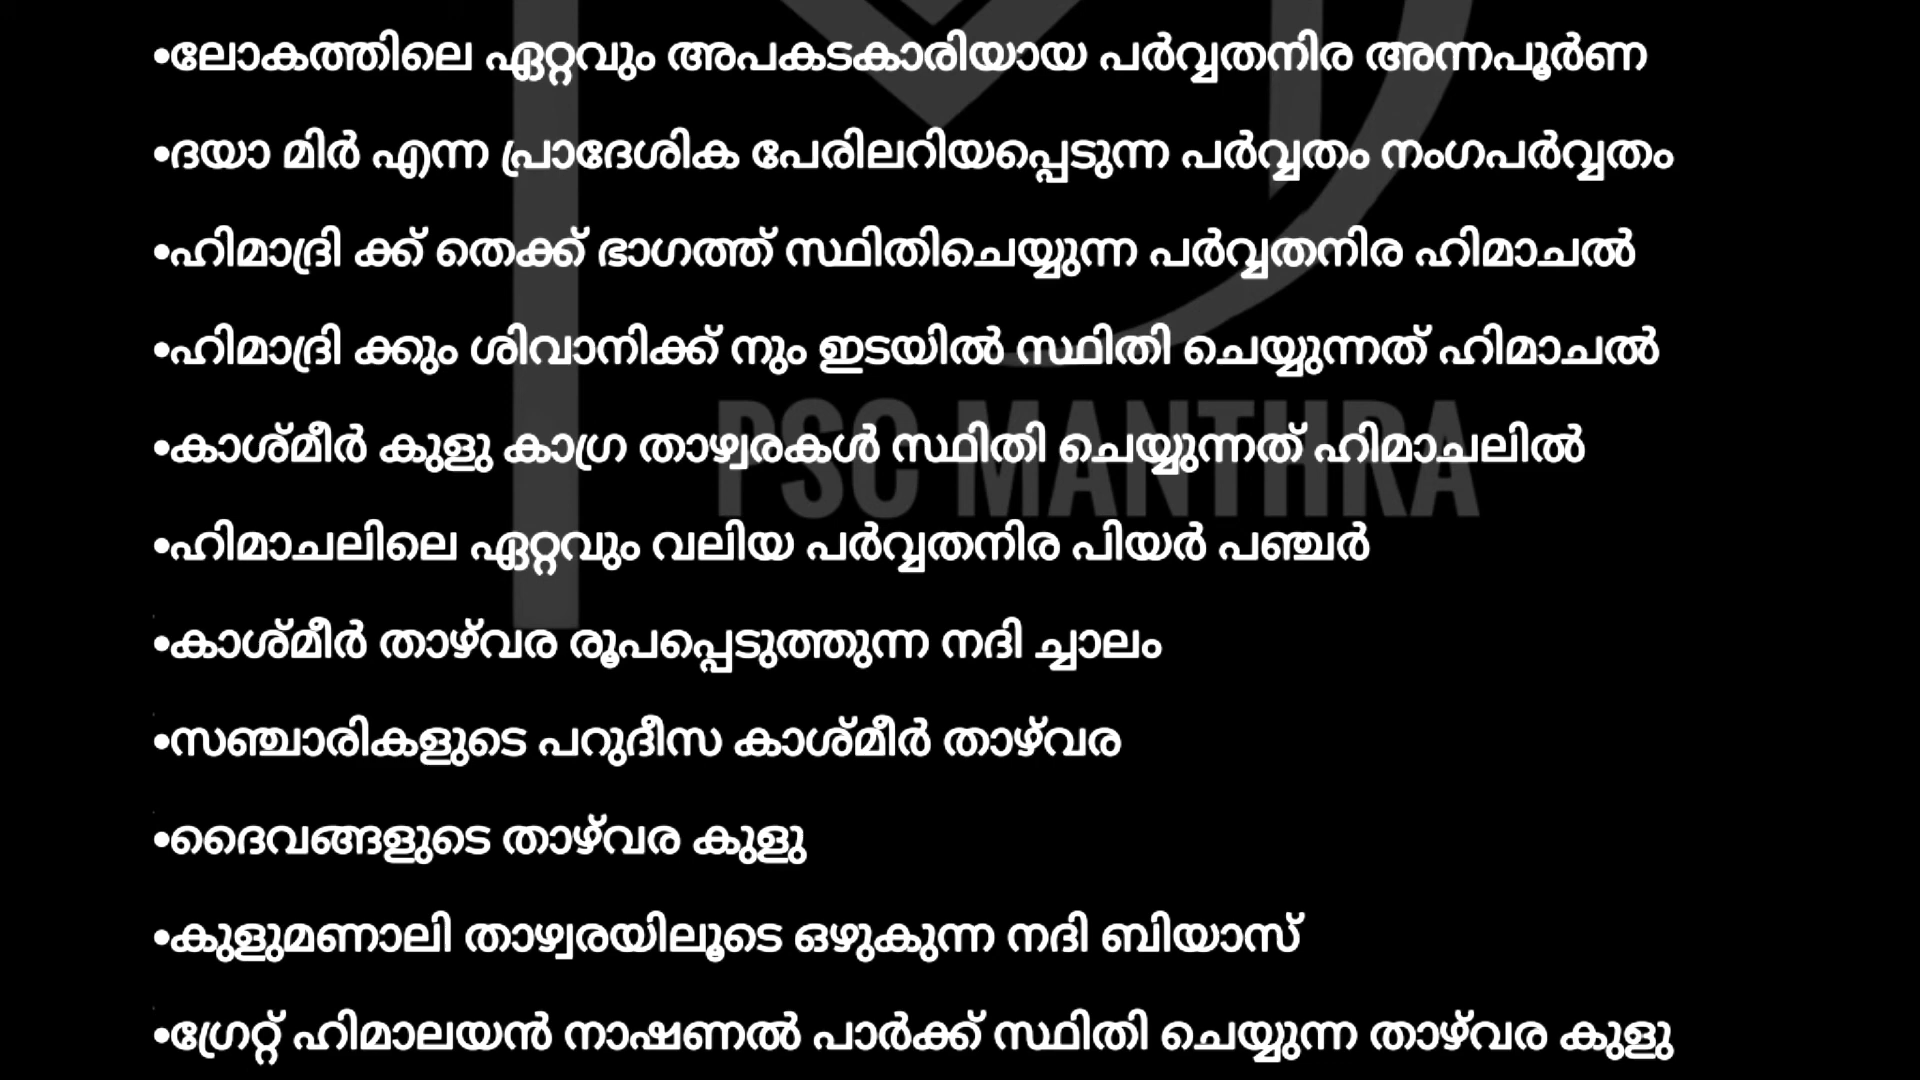 •ലോകത്തിലെ ഏറ്റവും അപകടകാരിയായ പർവ്വതനിര അന്നപൂർണ
•ദയാ മിർ എന്ന പ്രാദേശിക പേരിലറിയപ്പെടുന്ന പർവ്വതം നംഗപർവ്വതം
•ഹിമാദ്രി ക്ക് തെക്ക് ഭാഗത്ത് സ്ഥിതിചെയ്യുന്ന പർവ്വതനിര ഹിമാചൽ
•ഹിമാദ്രി ക്കും ശിവാനിക്ക് നും ഇടയിൽ സ്ഥിതി ചെയ്യുന്നത് ഹിമാചൽ
•കാശ്മീർ കുളു കാഗ്ര താഴ്വരകൾ സ്ഥിതി ചെയ്യുന്നത് ഹിമാചലിൽ
PSC MANTHRA
•ഹിമാചലിലെ ഏറ്റവും വലിയ പർവ്വതനിര പിയർ പഞ്ചർ
•കാശ്മീർ താഴ്‌വര രൂപപ്പെടുത്തുന്ന നദി ച്ചാലം
•സഞ്ചാരികളുടെ പറുദീസ കാശ്മീർ താഴ്‌വര
•ദൈവങ്ങളുടെ താഴ്‌വര കുളു
•കുളുമണാലി താഴ്വരയിലൂടെ ഒഴുകുന്ന നദി ബിയാസ്
•ഗ്രേറ്റ് ഹിമാലയൻ നാഷണൽ പാർക്ക് സ്ഥിതി ചെയ്യുന്ന താഴ്‌വര കുളു